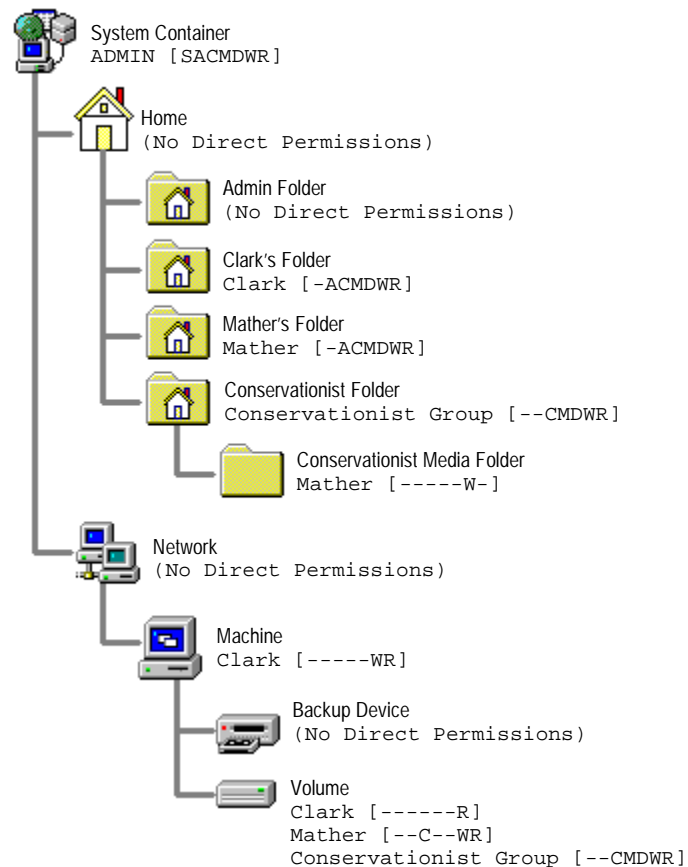 System Container
ADMIN [SACMDWR]
Home
(No Direct Permissions)
Admin Folder
(No Direct Permissions)
Clark's Folder
Clark [-ACMDWR]
Mather's Folder
Mather [-ACMDWR]
Conservationist Folder
Conservationist Group [--CMDWR]
Conservationist Media Folder
Mather [-----W-]
Network
(No Direct Permissions)
Machine
Clark [-----WR]
Backup Device
(No Direct Permissions)
Volume
Clark [------R]
Mather [--C--WR]
Conservationist Group [--CMDWR]